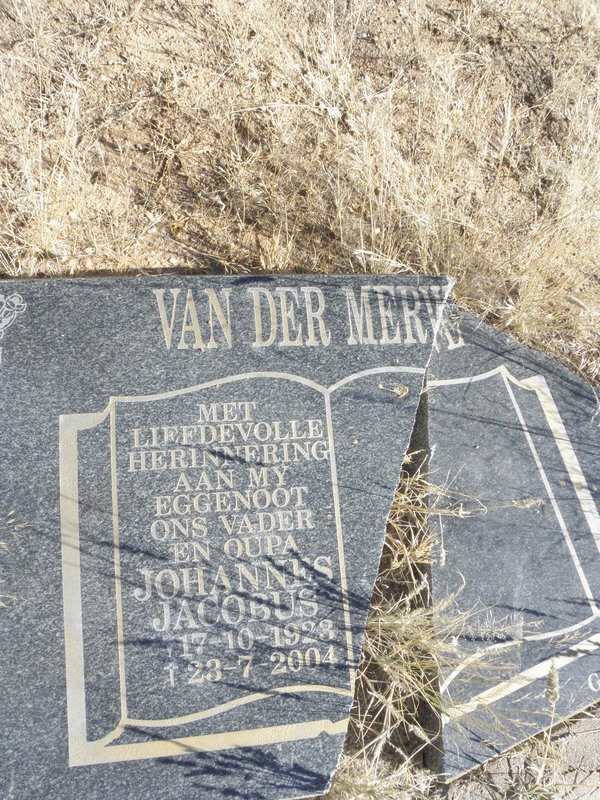 VAN DER MERWE
MET
LIEFDEVOLLE
HERINNERING
AAN MY
EGGENOOT
ONS VADER
EN OUPA
JOHANNES
JACOBUS
*17-10-1923
†23-7-2004